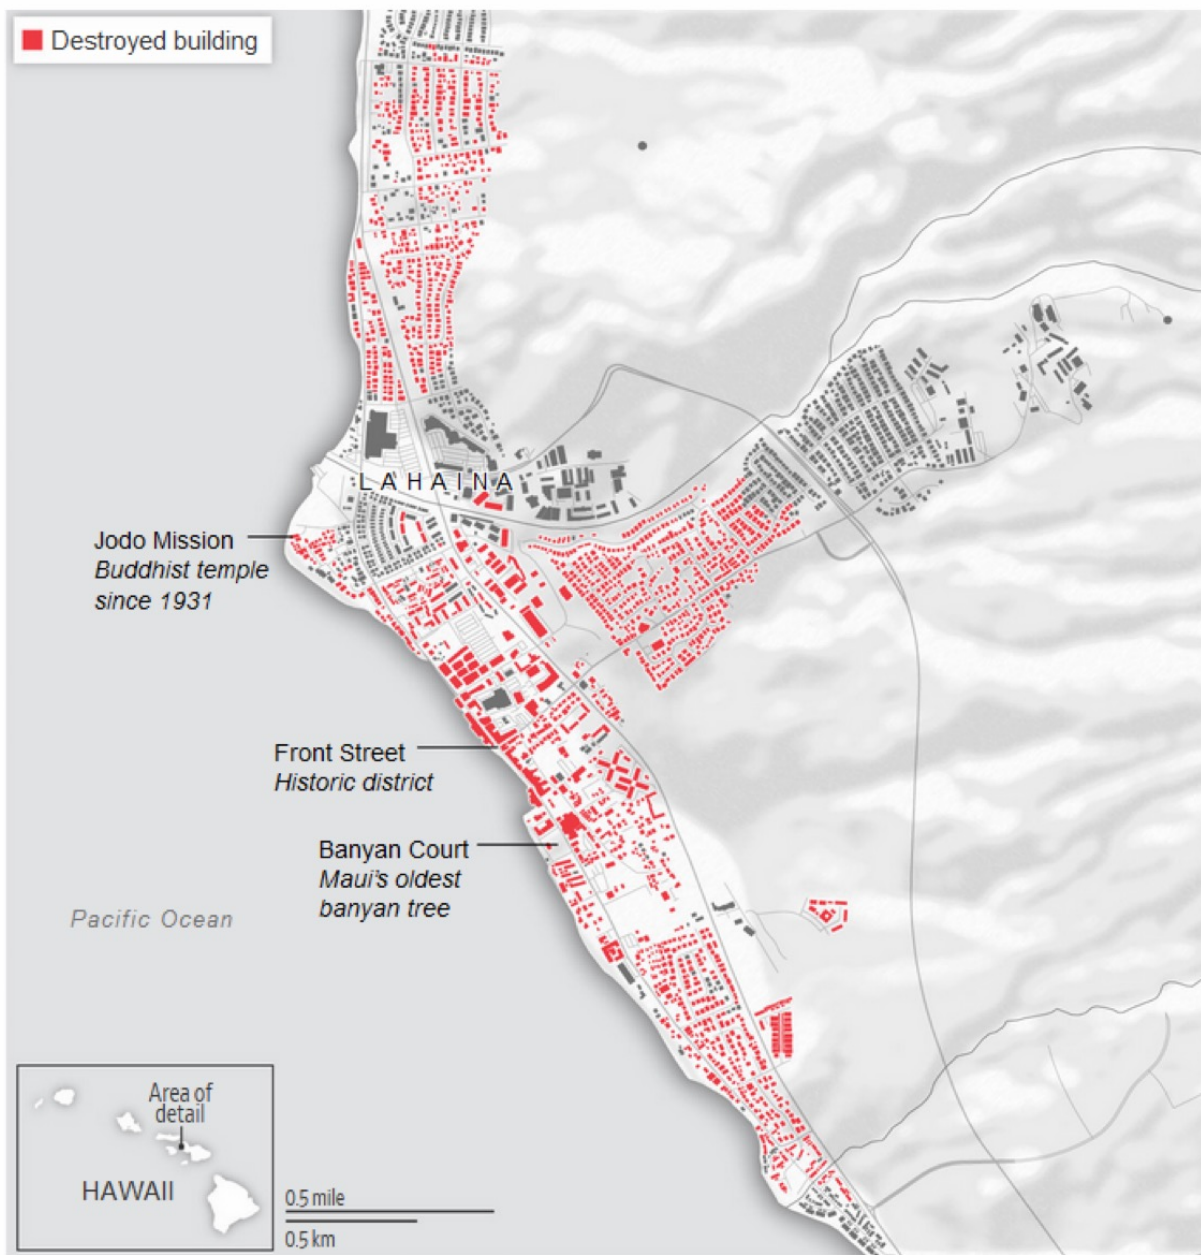 Destroyed building
LAHAINA
Jodo Mission
Buddhist temple
since 1931
Front Street
Historic district
Banyan Court
Maui's oldest
banyan tree
Pacific Ocean
Area of
detail
HAWAII
0.5 mile
0.5 km